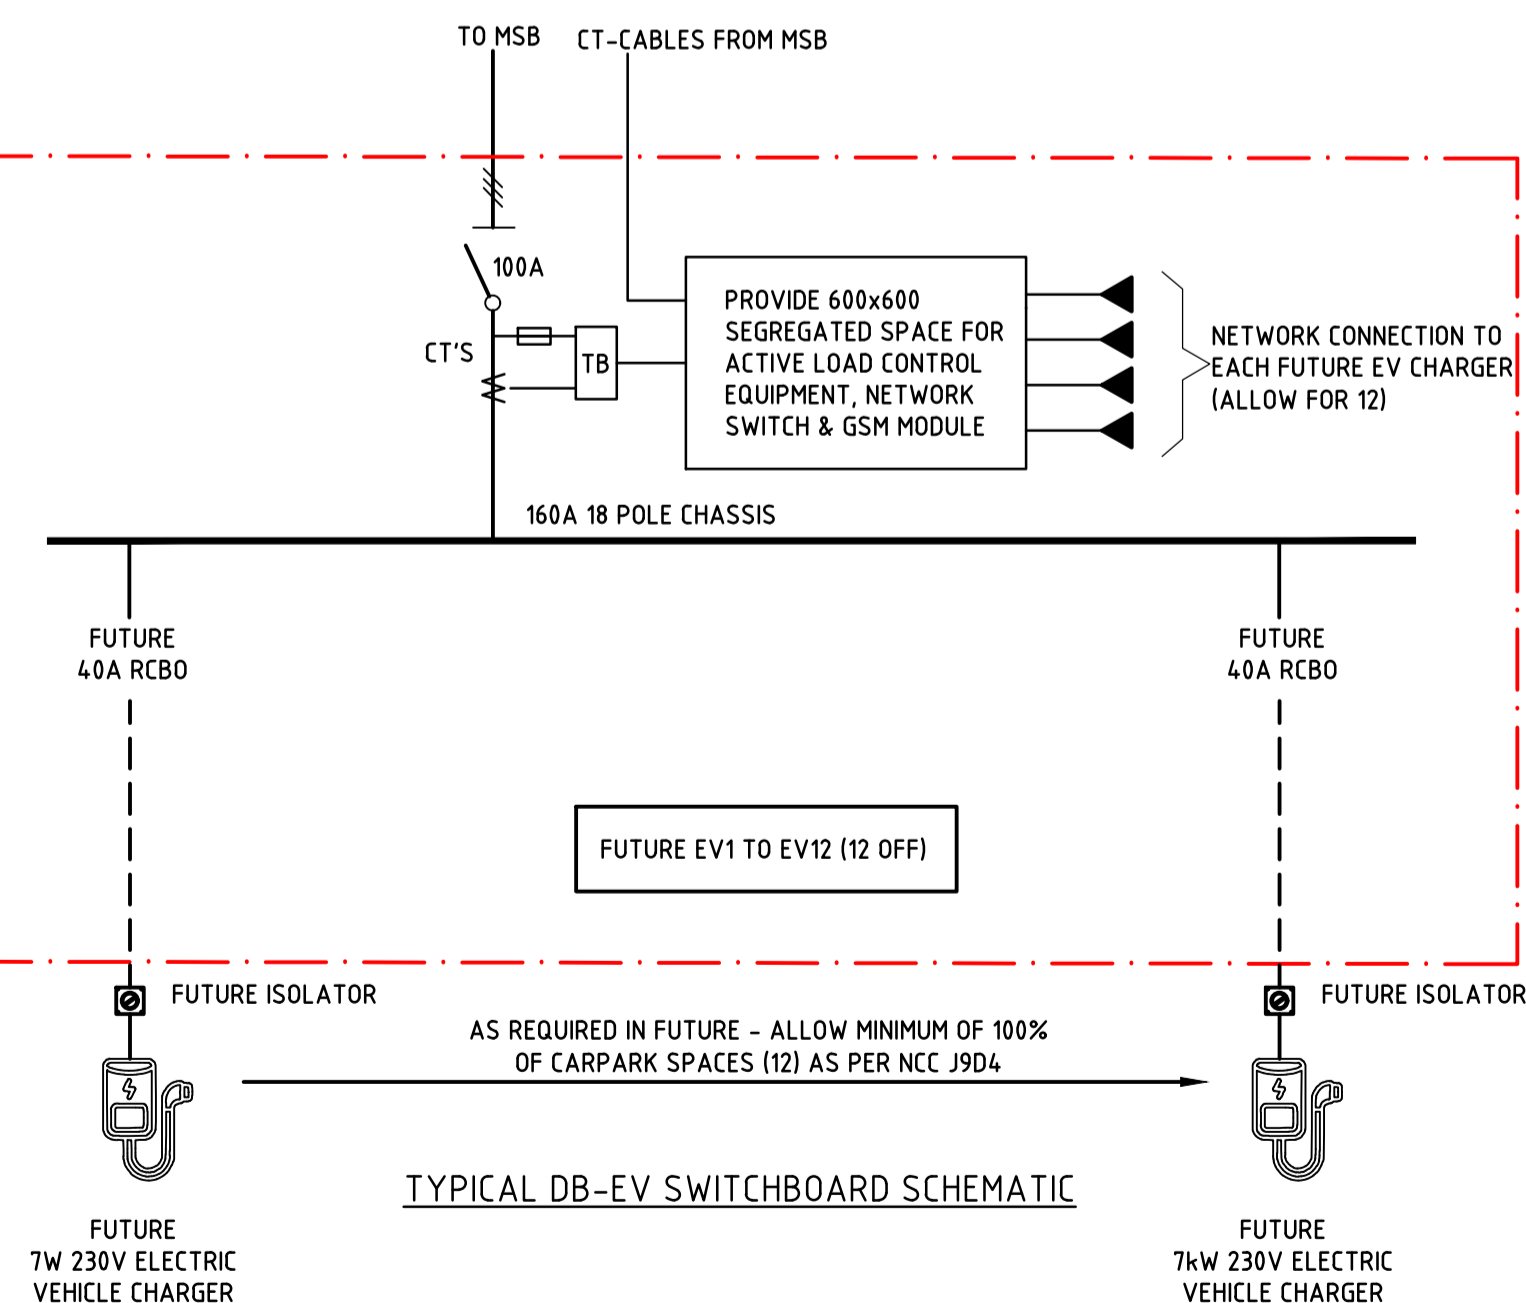 TO MSB
CT-CABLES FROM MSB
100A
CT'S
TB
PROVIDE 600x600
SEGREGATED SPACE FOR
ACTIVE LOAD CONTROL
EQUIPMENT, NETWORK
SWITCH & GSM MODULE
NETWORK CONNECTION TO
EACH FUTURE EV CHARGER
(ALLOW FOR 12)
160A 18 POLE CHASSIS
FUTURE
40A RCBO
FUTURE
40A RCBO
FUTURE EV1 TO EV12 (12 OFF)
FUTURE ISOLATOR
FUTURE ISOLATOR
AS REQUIRED IN FUTURE - ALLOW MINIMUM OF 100%
OF CARPARK SPACES (12) AS PER NCC J9D4
TYPICAL DB-EV SWITCHBOARD SCHEMATIC
FUTURE
7W 230V ELECTRIC
VEHICLE CHARGER
FUTURE
7kW 230V ELECTRIC
VEHICLE CHARGER